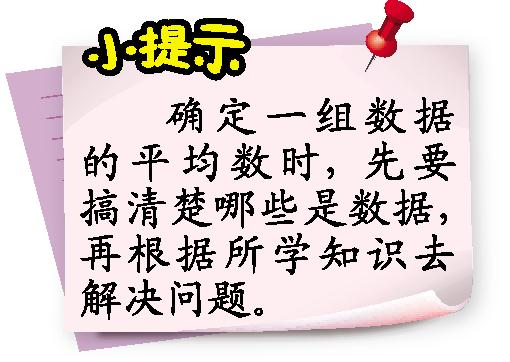 小提示
确定一组数据
的平均数时,先要
搞清楚哪些是数据,
再根据所学知识去
解决问题。